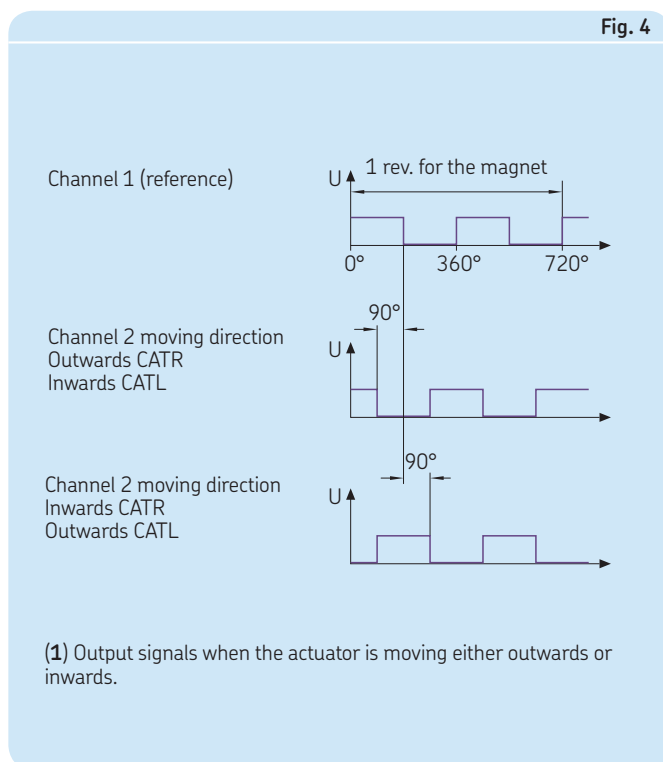 Fig. 4
Channel 1 (reference)
U
1 rev. for the magnet
0°
360°
720°
90°
Channel 2 moving direction
Outwards CATR
Inwards CATL
U
90°
Channel 2 moving direction
Inwards CATR
Outwards CATL
U
(1) Output signals when the actuator is moving either outwards or
inwards.